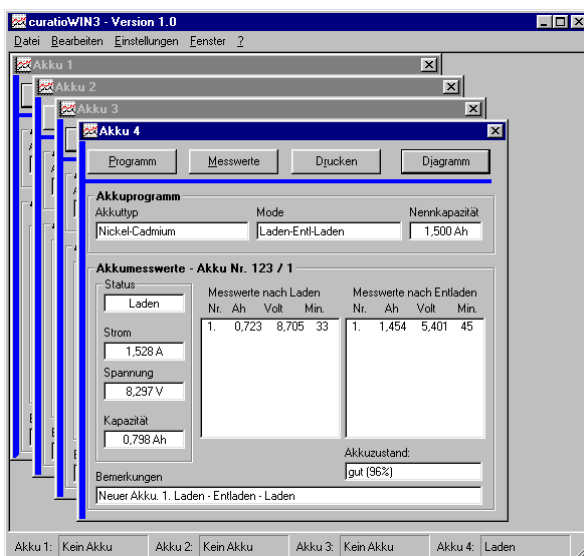 curatioWIN3 - Version 1.0
Datei Bearbeiten Einstellungen Fenster ?
Akku 1
Akku 2
Akku 3
Akku 4
Programm Messwerte Drucken Diagramm
Akkuprogramm
Akkuttyp Mode Nennkapazität
Nickel-Cadmium Laden-Entl-Laden 1,500 Ah
Akkumesswerte - Akku Nr. 123 / 1
Status
Laden
Strom
1,528 A
Spannung
8,297 V
Kapazität
0,798 Ah
Messwerte nach Laden
Nr. Ah Volt Min.
1. 0,723 8,705 33
Messwerte nach Entladen
Nr. Ah Volt Min.
1. 1,454 5,401 45
Akkuzustand:
gut (96%)
Bemerkungen
Neuer Akku. 1. Laden - Entladen - Laden
Akku 1: Kein Akku Akku 2: Kein Akku Akku 3: Kein Akku Akku 4: Laden